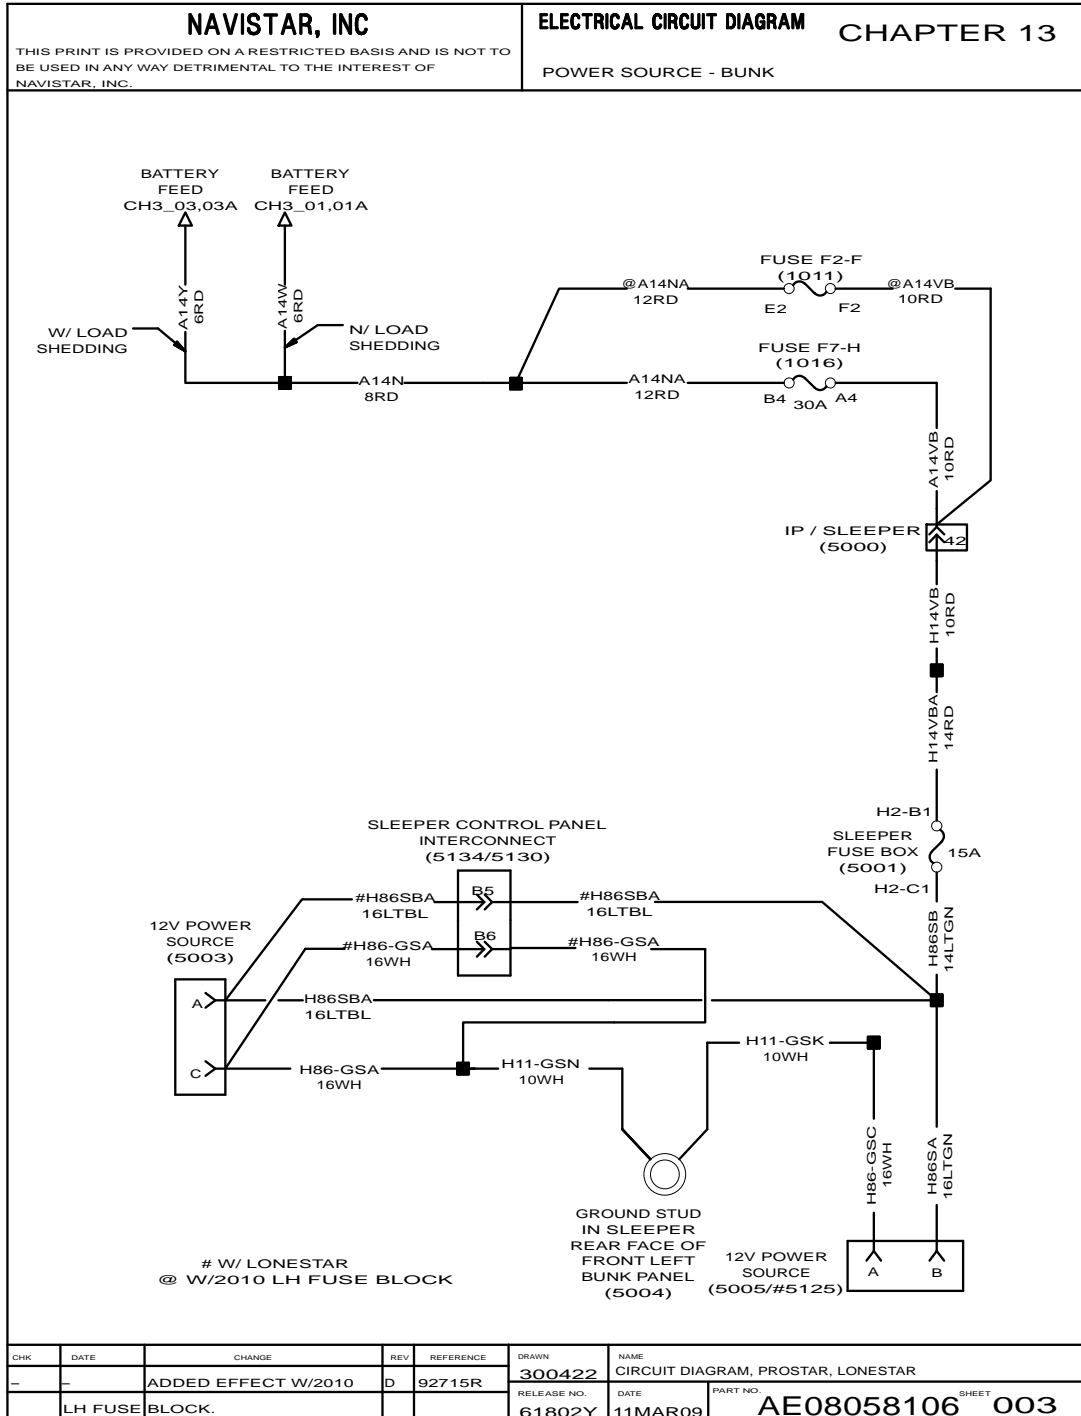 NAVISTAR, INC
THIS PRINT IS PROVIDED ON A RESTRICTED BASIS AND IS NOT TO
BE USED IN ANY WAY DETRIMENTAL TO THE INTEREST OF
NAVISTAR, INC.
ELECTRICAL CIRCUIT DIAGRAM
CHAPTER 13
POWER SOURCE - BUNK
BATTERY
FEED
CH3_03,03A
BATTERY
FEED
CH3_01,01A
A14Y
6RD
A14W
6RD
W/ LOAD
SHEDDING
N/ LOAD
SHEDDING
A14N
8RD
@A14NA
12RD
FUSE F2-F
(1011)
E2
F2
@A14VB
10RD
A14NA
12RD
FUSE F7-H
(1016)
B4
30A
A4
A14VB
10RD
IP / SLEEPER
(5000)
42
H14VB
10RD
H14VBA
14RD
H2-B1
SLEEPER
FUSE BOX
(5001)
15A
H2-C1
H86SB
14LTGN
SLEEPER CONTROL PANEL
INTERCONNECT
(5134/5130)
#H86SBA
16LTBL
B5
#H86SBA
16LTBL
#H86-GSA
16WH
B6
#H86-GSA
16WH
12V POWER
SOURCE
(5003)
A
H86SBA
16LTBL
C
H86-GSA
16WH
H11-GSN
10WH
H11-GSK
10WH
H86-GSC
16WH
H86SA
16LTGN
GROUND STUD
IN SLEEPER
REAR FACE OF
FRONT LEFT
BUNK PANEL
(5004)
12V POWER
SOURCE
(5005/#5125)
A
B
# W/ LONESTAR
@ W/2010 LH FUSE BLOCK
CHK
DATE
CHANGE
REV
REFERENCE
– – ADDED EFFECT W/2010 D 92715R
LH FUSE BLOCK.
DRAWN
300422
NAME
CIRCUIT DIAGRAM, PROSTAR, LONESTAR
RELEASE NO.
61802Y
DATE
11MAR09
PART NO.
AE08058106
SHEET
003